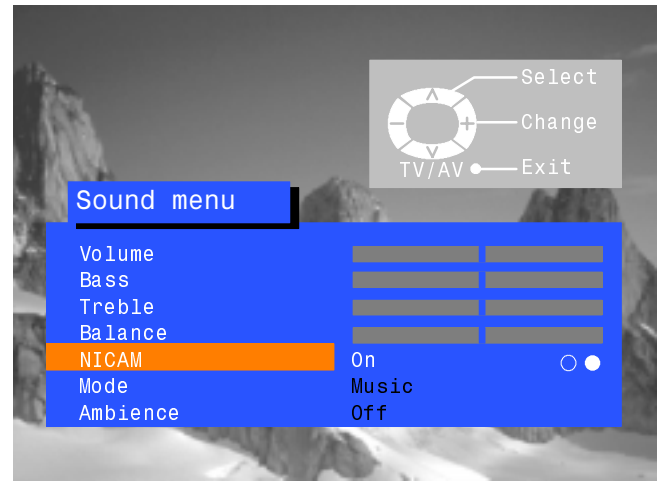 Select
Change
TV/AV Exit
Sound menu
Volume
Bass
Treble
Balance
NICAM On
Mode Music
Ambience Off